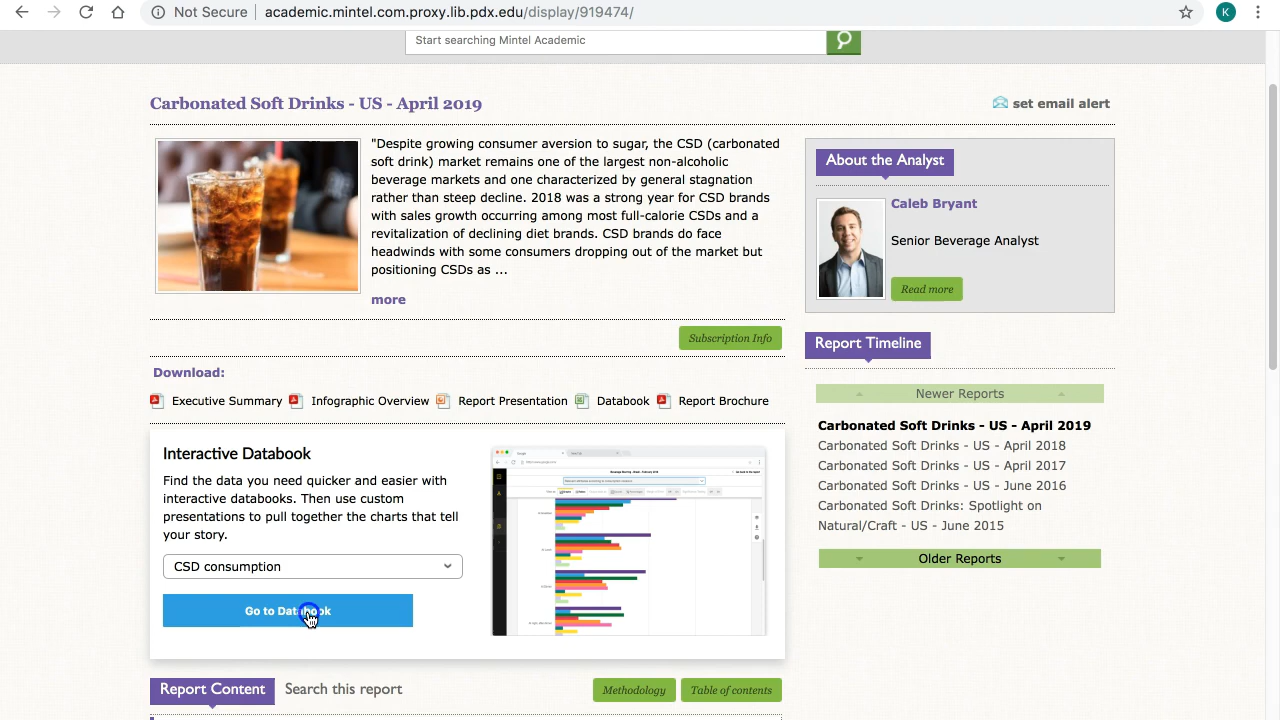 Not Secure | academic.mintel.com.proxy.lib.pdx.edu/display/919474/
K
Start searching Mintel Academic
Carbonated Soft Drinks - US - April 2019
set email alert
"Despite growing consumer aversion to sugar, the CSD (carbonated
soft drink) market remains one of the largest non-alcoholic
beverage markets and one characterized by general stagnation
rather than steep decline. 2018 was a strong year for CSD brands
with sales growth occurring among most full-calorie CSDs and a
revitalization of declining diet brands. CSD brands do face
headwinds with some consumers dropping out of the market but
positioning CSDs as ...
more
About the Analyst
Caleb Bryant
Senior Beverage Analyst
Read more
Subscription Info
Report Timeline
Download:
Executive Summary
Infographic Overview
Report Presentation
Databook
Report Brochure
Newer Reports
Carbonated Soft Drinks - US - April 2019
Carbonated Soft Drinks - US - April 2018
Carbonated Soft Drinks - US - April 2017
Carbonated Soft Drinks - US - June 2016
Carbonated Soft Drinks: Spotlight on
Natural/Craft - US - June 2015
Older Reports
Interactive Databook
Find the data you need quicker and easier with
interactive databooks. Then use custom
presentations to pull together the charts that tell
your story.
CSD consumption
Go to Databook
Report Content
Search this report
Methodology
Table of contents